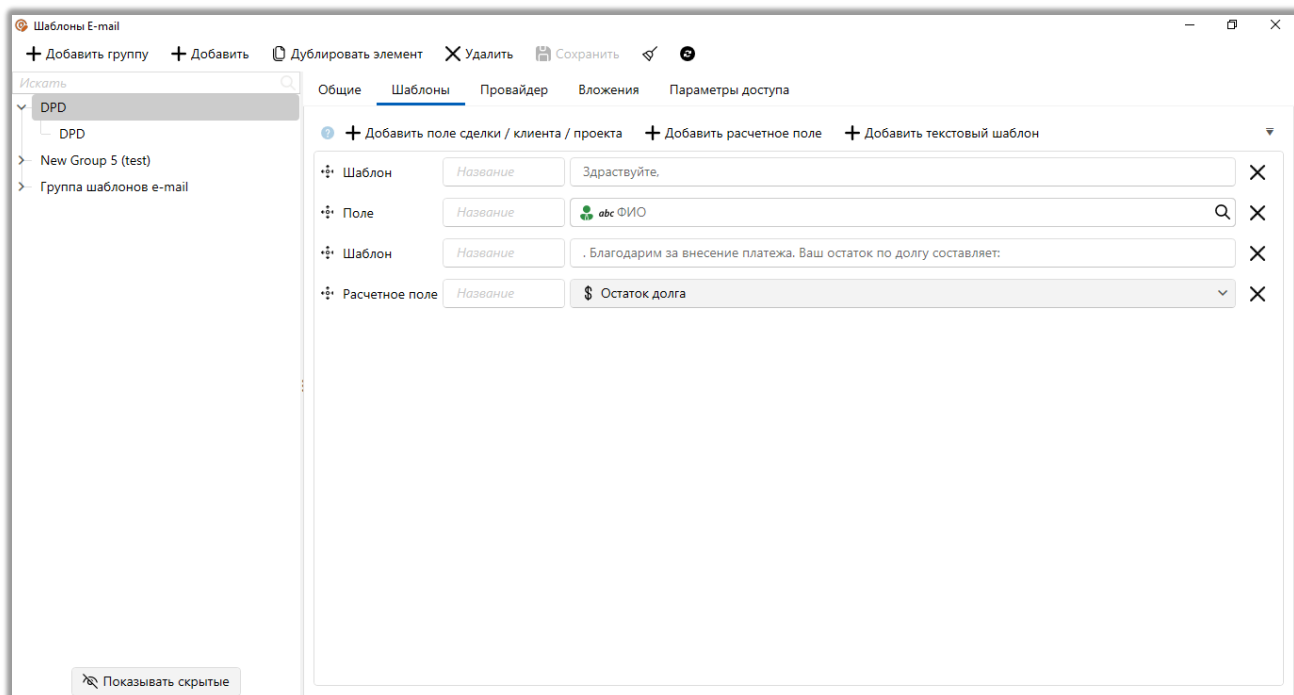 Шаблоны E-mail
Добавить группу Добавить Дублировать элемент Удалить Сохранить
Искать
Общие Шаблоны Провайдер Вложения Параметры доступа
DPD
DPD
New Group 5 (test)
Группа шаблонов e-mail
? Добавить поле сделки / клиента / проекта Добавить расчетное поле Добавить текстовый шаблон
Шаблон Название Здраствуйте,
Поле Название abc ФИО
Шаблон Название . Благодарим за внесение платежа. Ваш остаток по долгу составляет:
Расчетное поле Название $ Остаток долга
Показывать скрытые